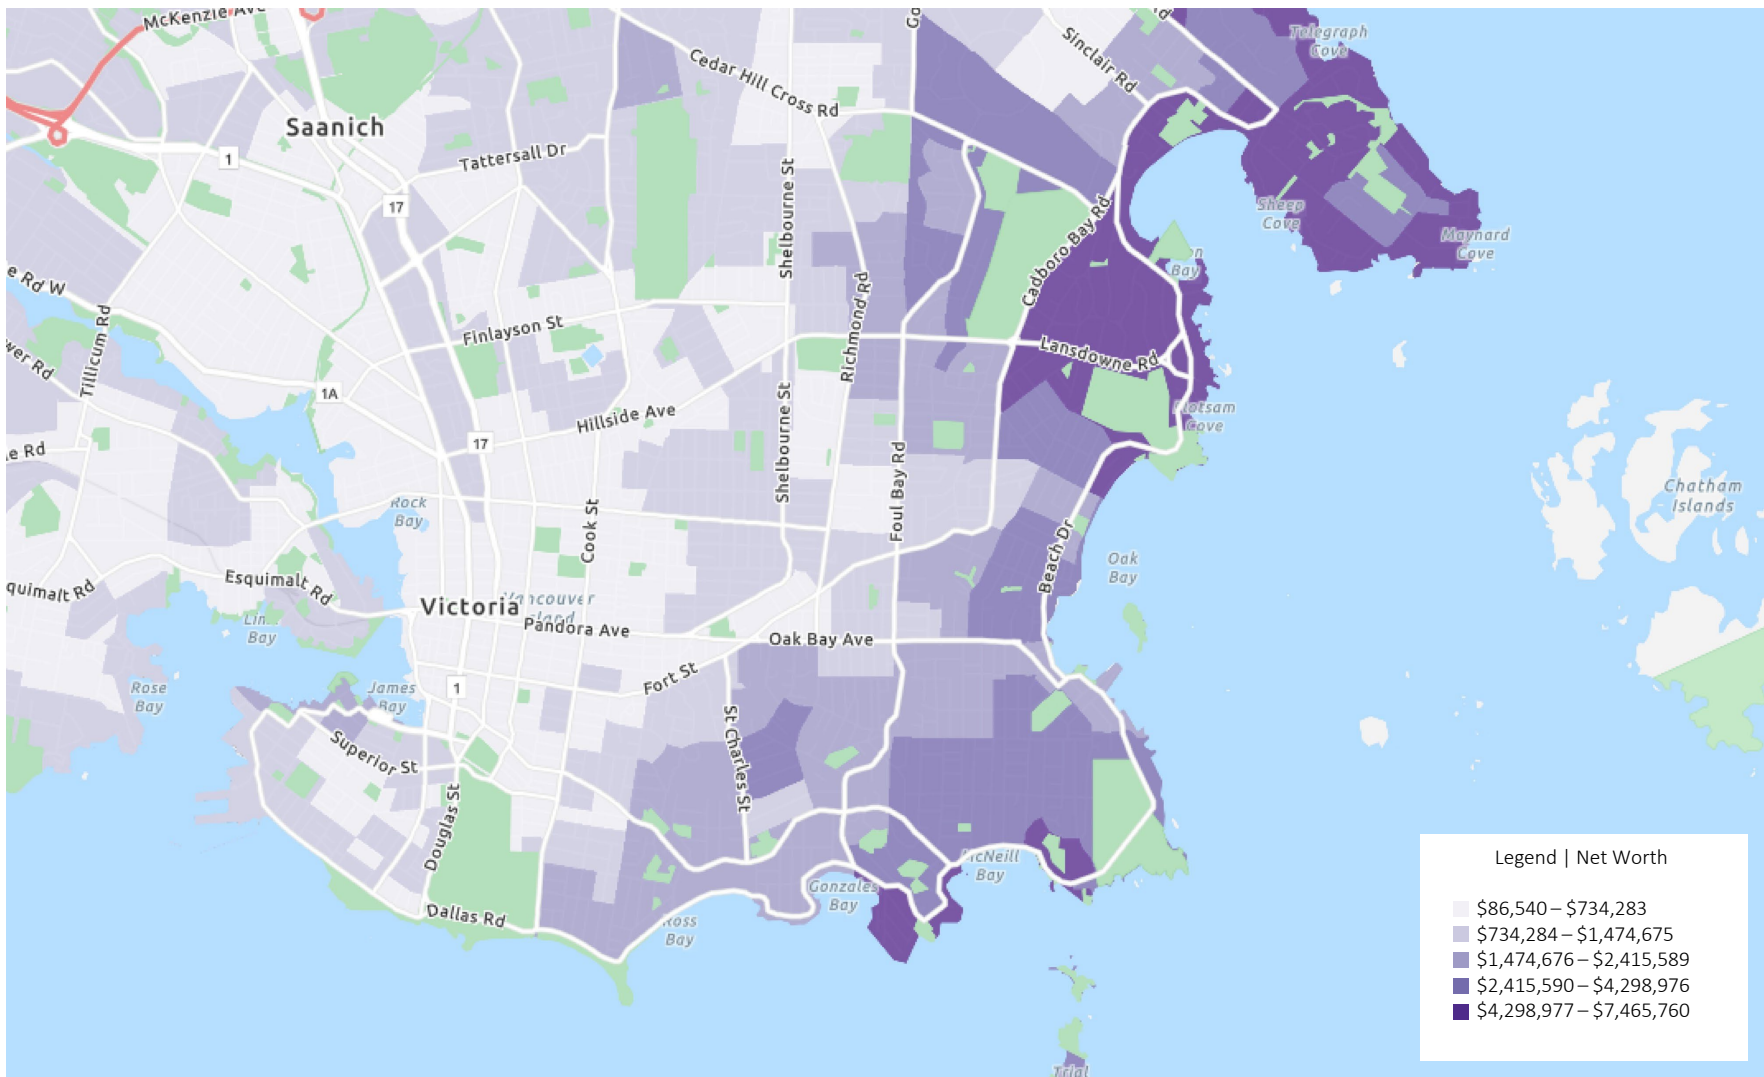 McKenzie Ave
Telegraph
Cove
Sinclair Rd
Cedar Hill Cross Rd
Saanich
Tattersall Dr
1
17
Shelbourne St
Cadboro Bay Rd
Sheep
Cove
Maynard
Cove
Bay
e Rd W
Tillicum Rd
Finlayson St
Richmond Rd
Lansdowne Rd
wer Rd
1A
Hillside Ave
Shelbourne St
Flotsam
Cove
17
e Rd
Foul Bay Rd
Rock
Bay
Cook St
Chatham
Islands
Beach Dr
Oak
Bay
quimalt Rd
Esquimalt Rd
Victoria
Vancouver
Island
Lin
Bay
Pandora Ave
Oak Bay Ave
Fort St
Rose
Bay
James
Bay
1
St Charles St
Superior St
Douglas St
McNeill
Bay
Gonzales
Bay
Dallas Rd
Ross
Bay
Trial
Legend | Net Worth
$86,540 – $734,283
$734,284 – $1,474,675
$1,474,676 – $2,415,589
$2,415,590 – $4,298,976
$4,298,977 – $7,465,760